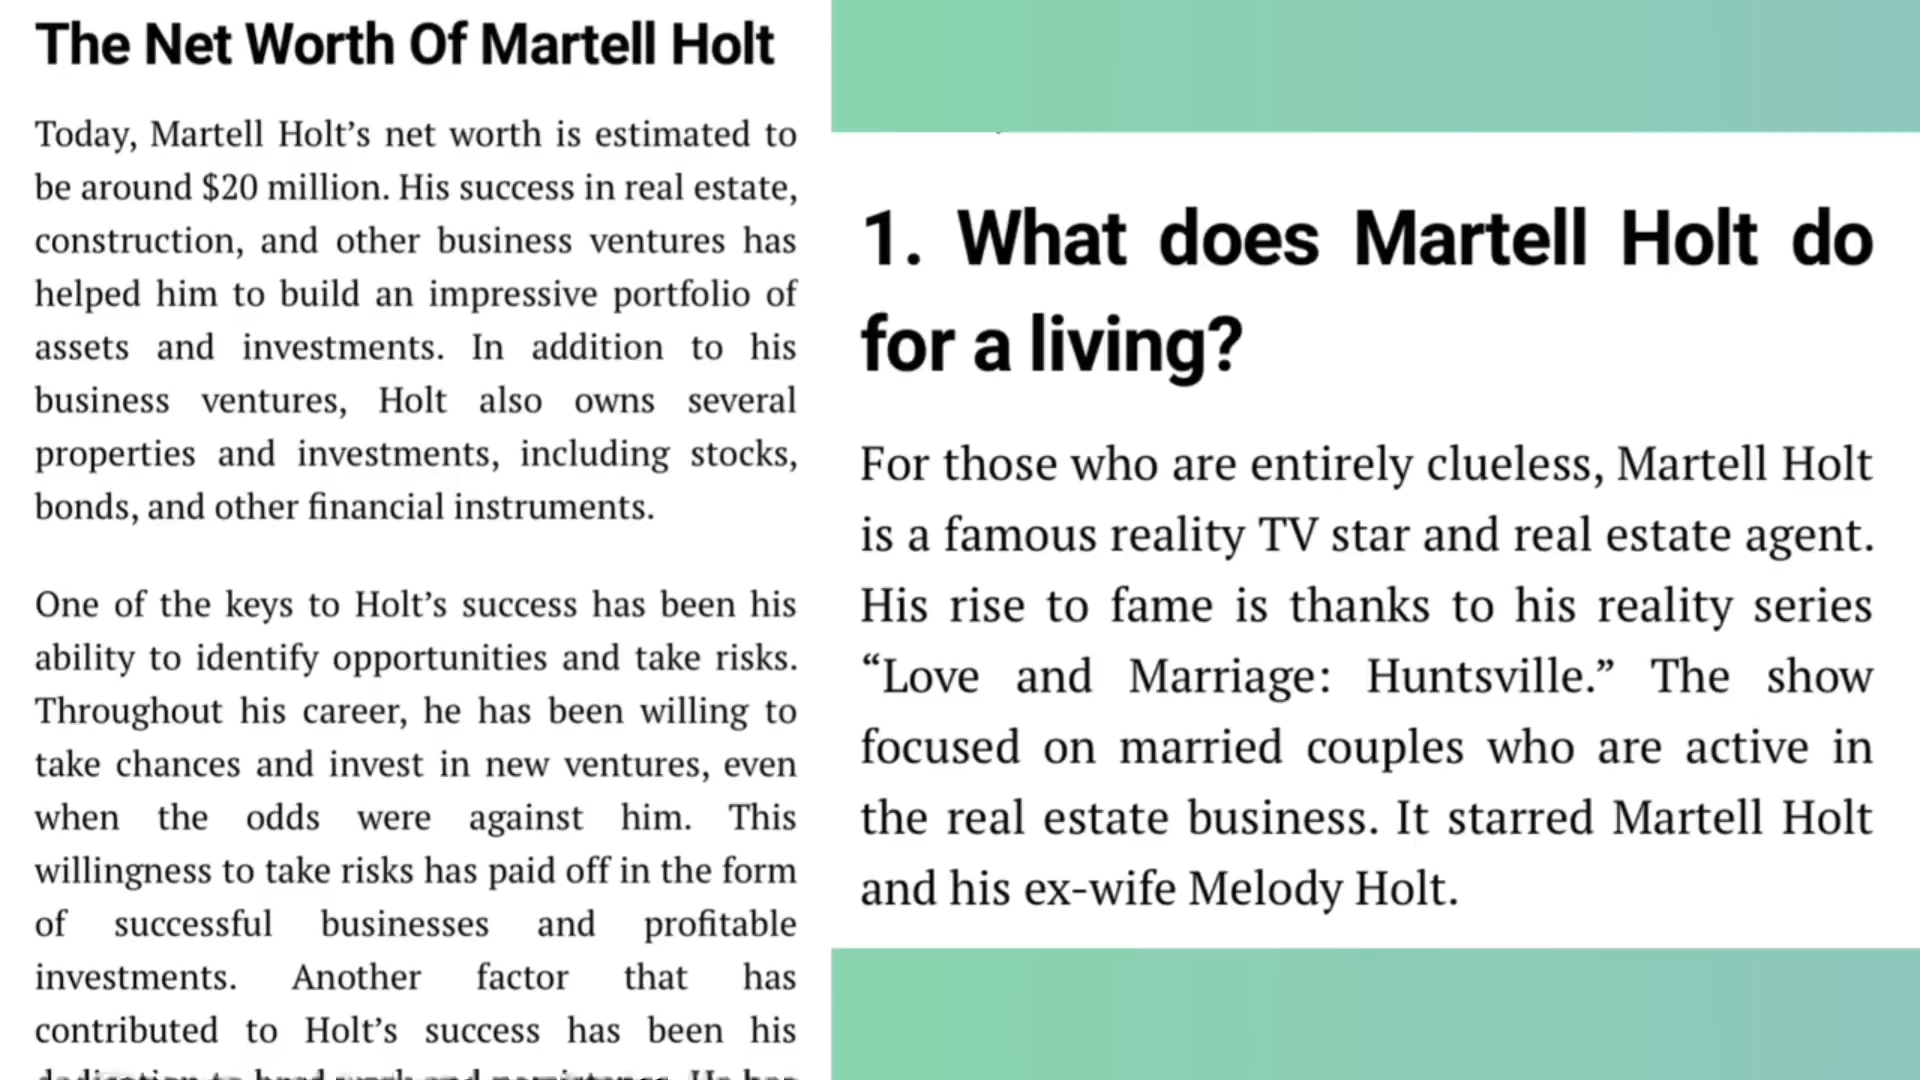 The Net Worth Of Martell Holt
Today, Martell Holt’s net worth is estimated to
be around $20 million. His success in real estate,
construction, and other business ventures has
helped him to build an impressive portfolio of
assets and investments. In addition to his
business ventures, Holt also owns several
properties and investments, including stocks,
bonds, and other financial instruments.
One of the keys to Holt’s success has been his
ability to identify opportunities and take risks.
Throughout his career, he has been willing to
take chances and invest in new ventures, even
when the odds were against him. This
willingness to take risks has paid off in the form
of successful businesses and profitable
investments. Another factor that has
contributed to Holt’s success has been his
1. What does Martell Holt do
for a living?
For those who are entirely clueless, Martell Holt
is a famous reality TV star and real estate agent.
His rise to fame is thanks to his reality series
“Love and Marriage: Huntsville.” The show
focused on married couples who are active in
the real estate business. It starred Martell Holt
and his ex-wife Melody Holt.